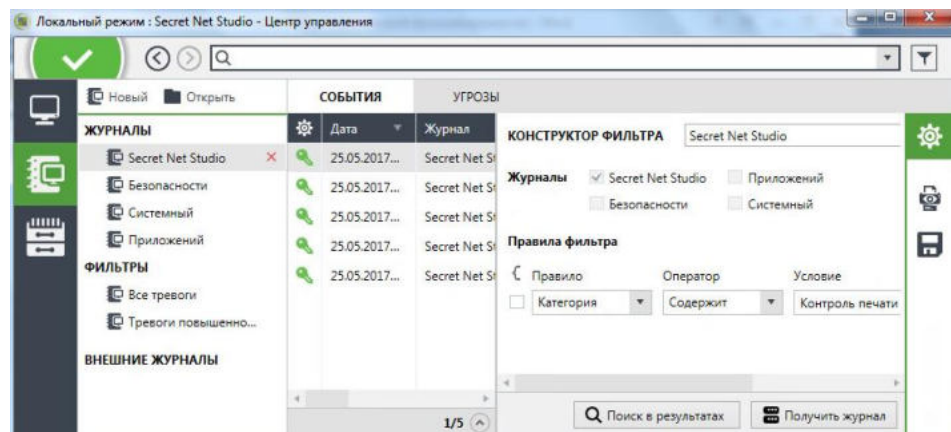 Локальный режим : Secret Net Studio - Центр управления
Новый Открыть
СОБЫТИЯ УГРОЗЫ
ЖУРНАЛЫ
Secret Net Studio
Безопасности
Системный
Приложений
ФИЛЬТРЫ
Все тревоги
Тревоги повышенно...
ВНЕШНИЕ ЖУРНАЛЫ
Дата Журнал
25.05.2017... Secret Net St
25.05.2017... Secret Net St
25.05.2017... Secret Net St
25.05.2017... Secret Net St
25.05.2017... Secret Net St
1/5
КОНСТРУКТОР ФИЛЬТРА Secret Net Studio
Журналы Secret Net Studio Приложений
Безопасности Системный
Правила фильтра
Правило Оператор Условие
Категория Содержит Контроль печати
Поиск в результатах Получить журнал